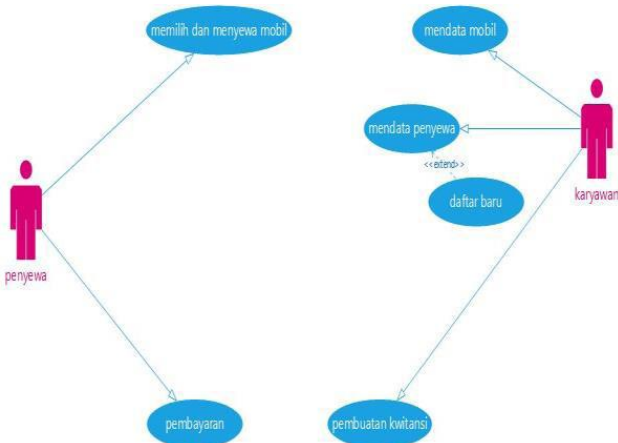 memilih dan menyewa mobil
mendata mobil
mendata penyewa
<<extend>>
daftar baru
karyawan
penyewa
pembayaran
pembuatan kwitansi